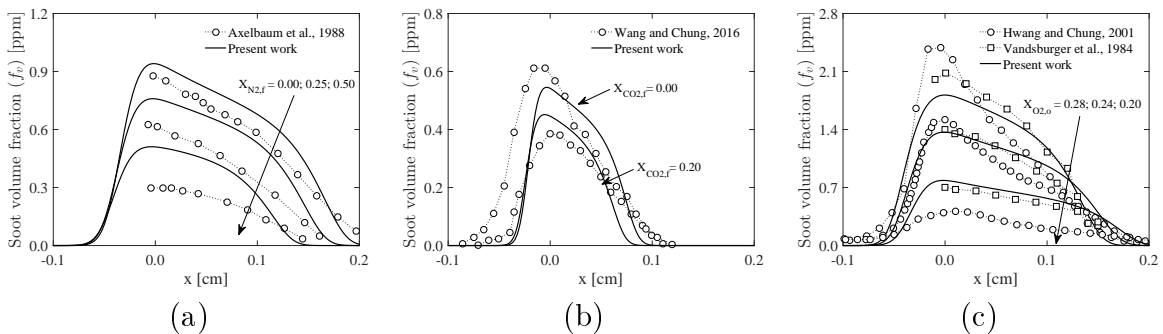 1.2
0.9
0.6
0.3
0.0
-0.1
0.0
0.1
0.2
Soot volume fraction (fv) [ppm]
x [cm]
Axelbaum et al., 1988
Present work
XN2,f = 0.00; 0.25; 0.50
(a)
0.8
0.6
0.4
0.2
0.0
-0.1
0.0
0.1
0.2
Soot volume fraction (fv) [ppm]
x [cm]
Wang and Chung, 2016
Present work
XCO2,f = 0.00
XCO2,f = 0.20
(b)
2.8
2.1
1.4
0.7
0.0
-0.1
0.0
0.1
0.2
Soot volume fraction (fv) [ppm]
x [cm]
Hwang and Chung, 2001
Vandsburger et al., 1984
Present work
XO2,o = 0.28; 0.24; 0.20
(c)